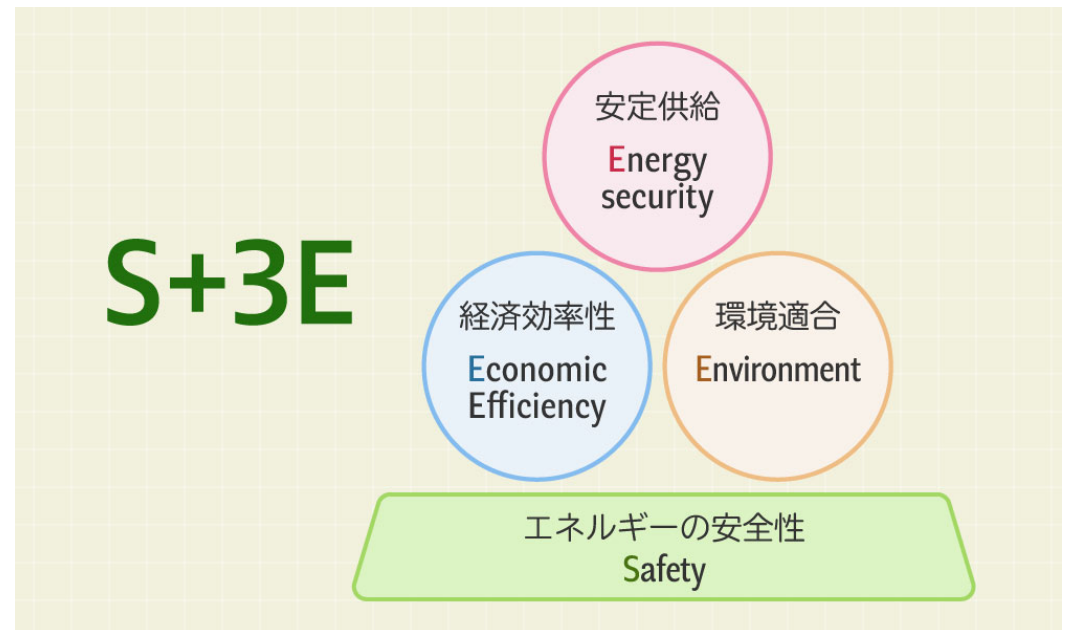 S+3E
安定供給
Energy
security
経済効率性
Economic
Efficiency
環境適合
Environment
エネルギーの安全性
Safety